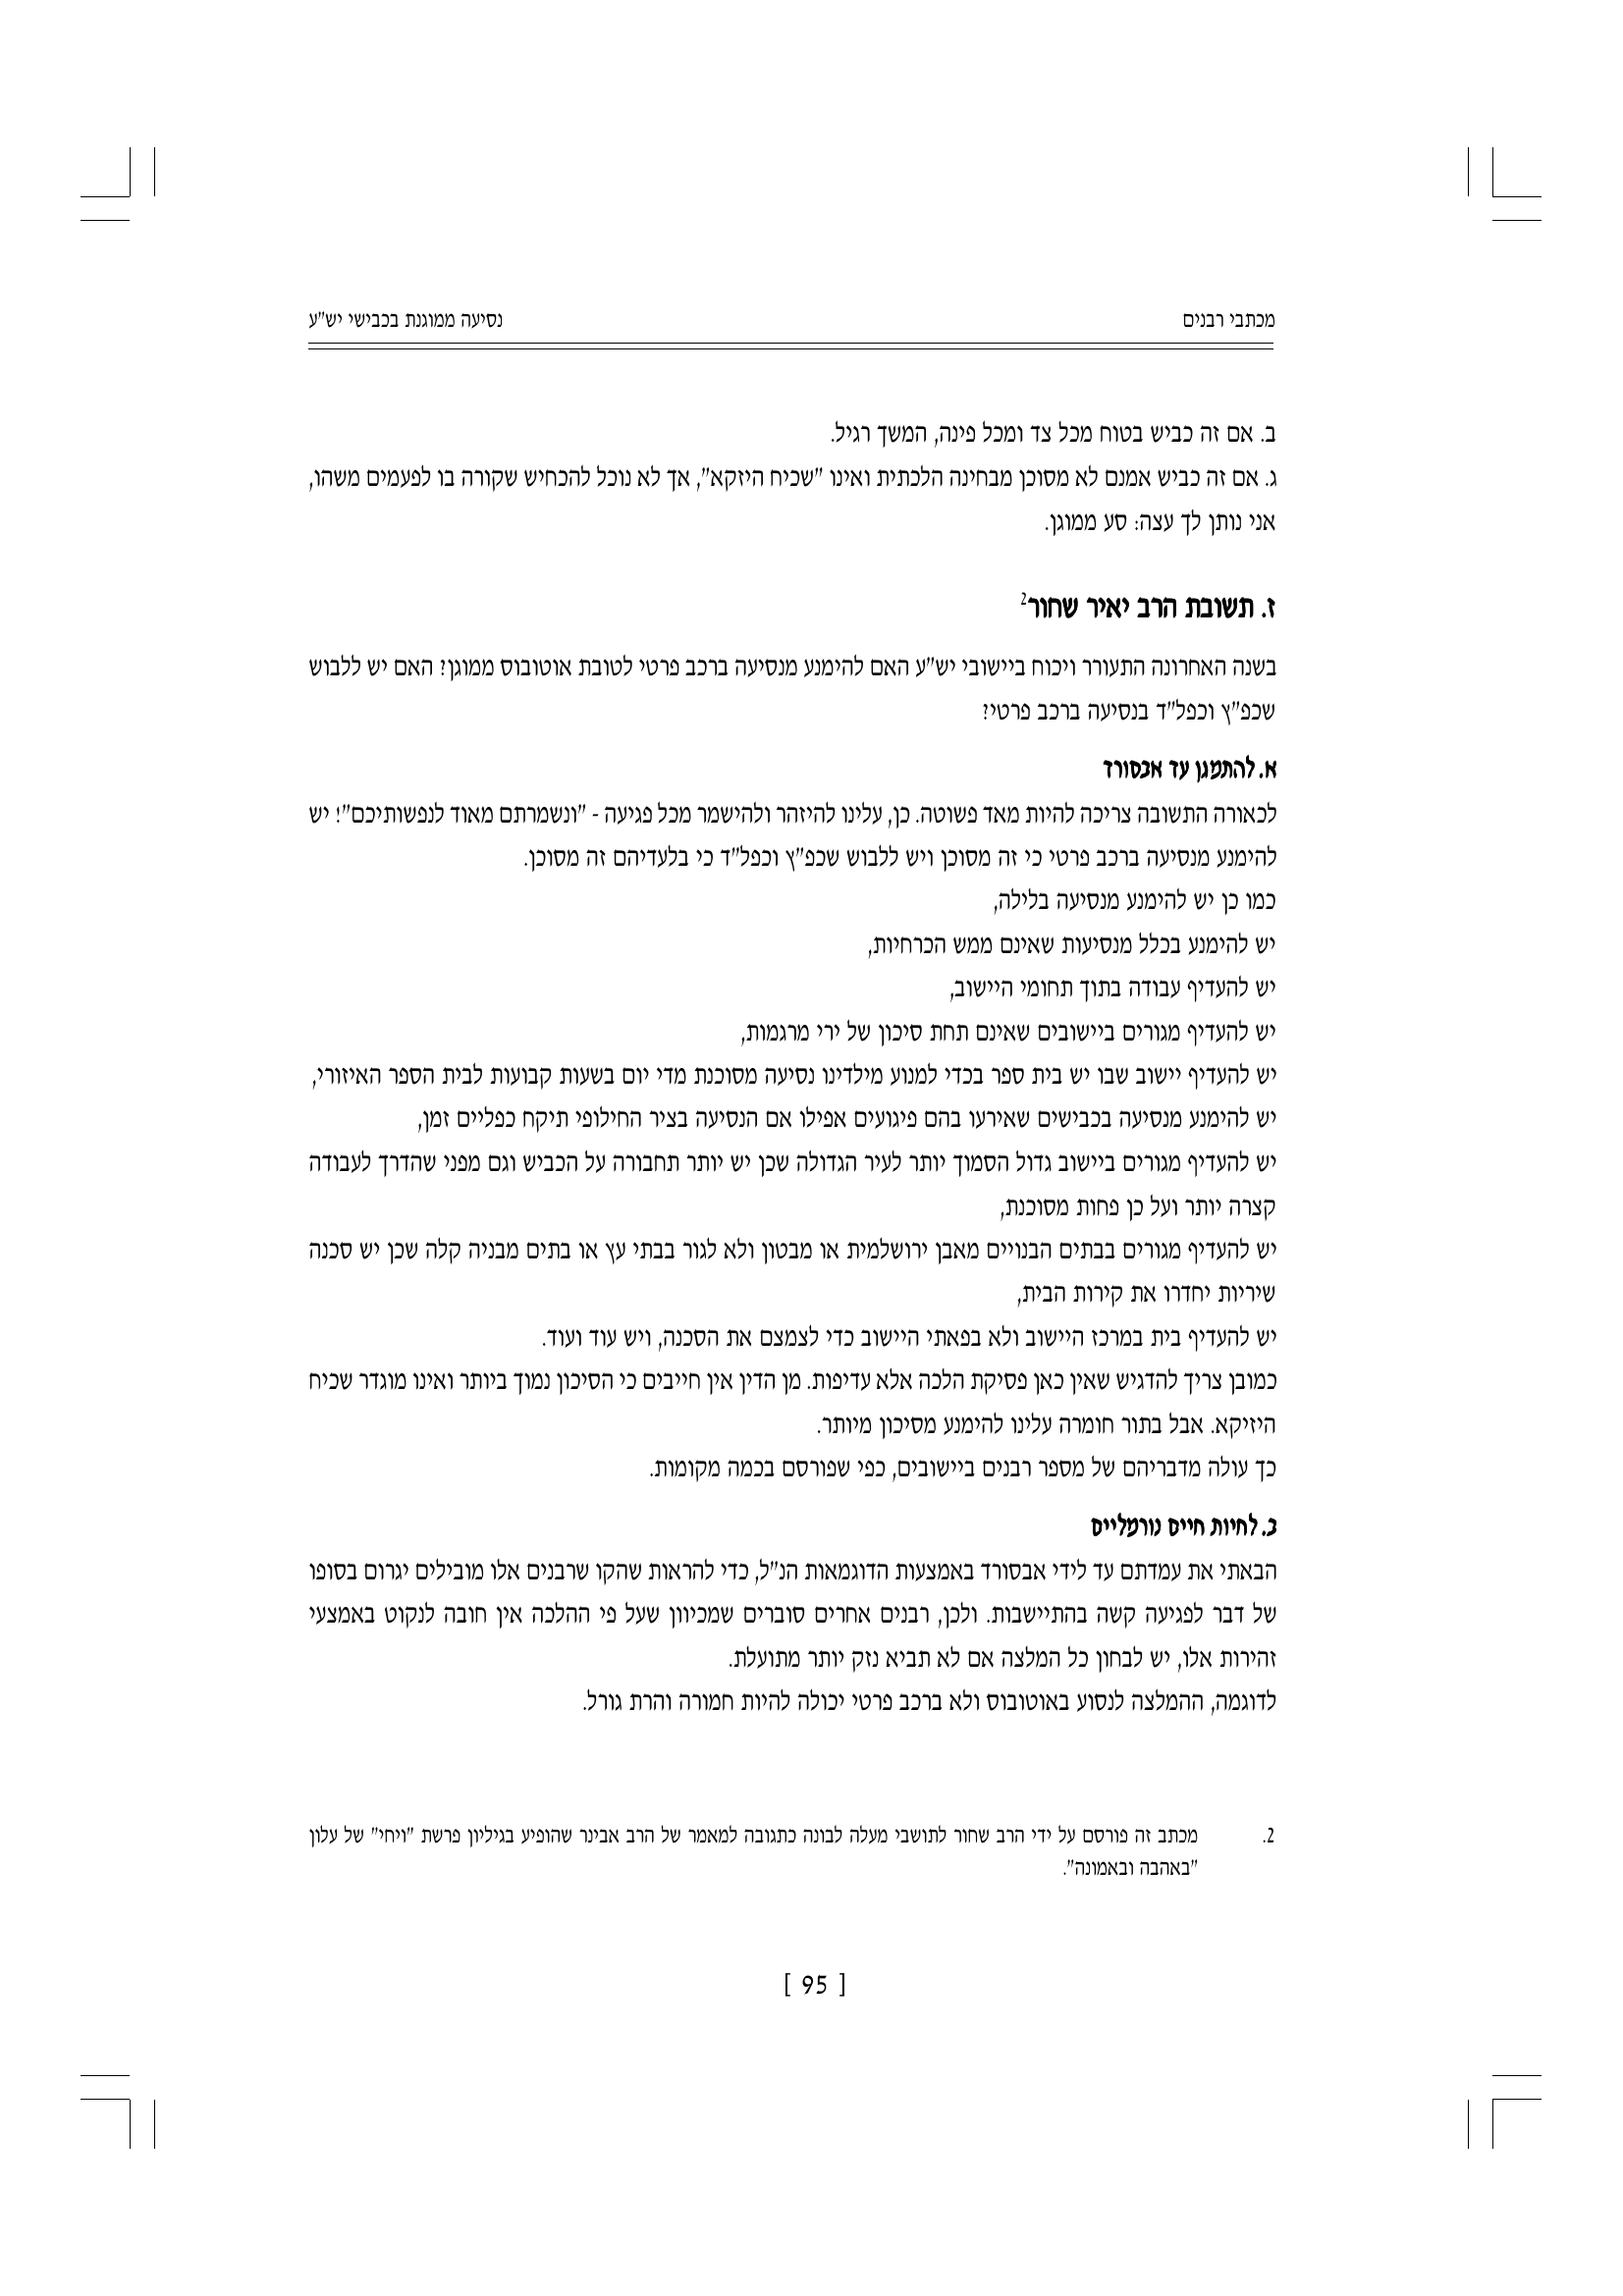 מכתבי רבנים נסיעה ממוגנת בכבישי יש"ע
ב. אם זה כביש בטוח מכל צד ומכל פינה, המשך רגיל.
ג. אם זה כביש אמנם לא מסוכן מבחינה הלכתית ואינו "שכיח היזקא", אך לא נוכל להכחיש שקורה בו לפעמים משהו,
אני נותן לך עצה: סע ממוגן.
ז. תשובת הרב יאיר שחור2
בשנה האחרונה התעורר ויכוח ביישובי יש"ע האם להימנע מנסיעה ברכב פרטי לטובת אוטובוס ממוגן? האם יש ללבוש
שכפ"ץ וכפל"ד בנסיעה ברכב פרטי?
א. להתמגן עד אבסורד
לכאורה התשובה צריכה להיות מאד פשוטה. כן, עלינו להיזהר ולהישמר מכל פגיעה - "ונשמרתם מאוד לנפשותיכם"! יש
להימנע מנסיעה ברכב פרטי כי זה מסוכן ויש ללבוש שכפ"ץ וכפל"ד כי בלעדיהם זה מסוכן.
כמו כן יש להימנע מנסיעה בלילה,
יש להימנע בכלל מנסיעות שאינם ממש הכרחיות,
יש להעדיף עבודה בתוך תחומי היישוב,
יש להעדיף מגורים ביישובים שאינם תחת סיכון של ירי מרגמות,
יש להעדיף יישוב שבו יש בית ספר בכדי למנוע מילדינו נסיעה מסוכנת מדי יום בשעות קבועות לבית הספר האיזורי,
יש להימנע מנסיעה בכבישים שאירעו בהם פיגועים אפילו אם הנסיעה בציר החילופי תיקח כפליים זמן,
יש להעדיף מגורים ביישוב גדול הסמוך יותר לעיר הגדולה שכן יש יותר תחבורה על הכביש וגם מפני שהדרך לעבודה
קצרה יותר ועל כן פחות מסוכנת,
יש להעדיף מגורים בבתים הבנויים מאבן ירושלמית או מבטון ולא לגור בבתי עץ או בתים מבניה קלה שכן יש סכנה
שיריות יחדרו את קירות הבית,
יש להעדיף בית במרכז היישוב ולא בפאתי היישוב כדי לצמצם את הסכנה, ויש עוד ועוד.
כמובן צריך להדגיש שאין כאן פסיקת הלכה אלא עדיפות. מן הדין אין חייבים כי הסיכון נמוך ביותר ואינו מוגדר שכיח
היזיקא. אבל בתור חומרה עלינו להימנע מסיכון מיותר.
כך עולה מדבריהם של מספר רבנים ביישובים, כפי שפורסם בכמה מקומות.
ב. לחיות חיים נורמליים
הבאתי את עמדתם עד לידי אבסורד באמצעות הדוגמאות הנ"ל, כדי להראות שהקו שרבנים אלו מובילים יגרום בסופו
של דבר לפגיעה קשה בהתיישבות. ולכן, רבנים אחרים סוברים שמכיוון שעל פי ההלכה אין חובה לנקוט באמצעי
זהירות אלו, יש לבחון כל המלצה אם לא תביא נזק יותר מתועלת.
לדוגמה, ההמלצה לנסוע באוטובוס ולא ברכב פרטי יכולה להיות חמורה והרת גורל.
2. מכתב זה פורסם על ידי הרב שחור לתושבי מעלה לבונה כתגובה למאמר של הרב אבינר שהופיע בגיליון פרשת "ויחי" של עלון
"באהבה ובאמונה".
[ 95 ]